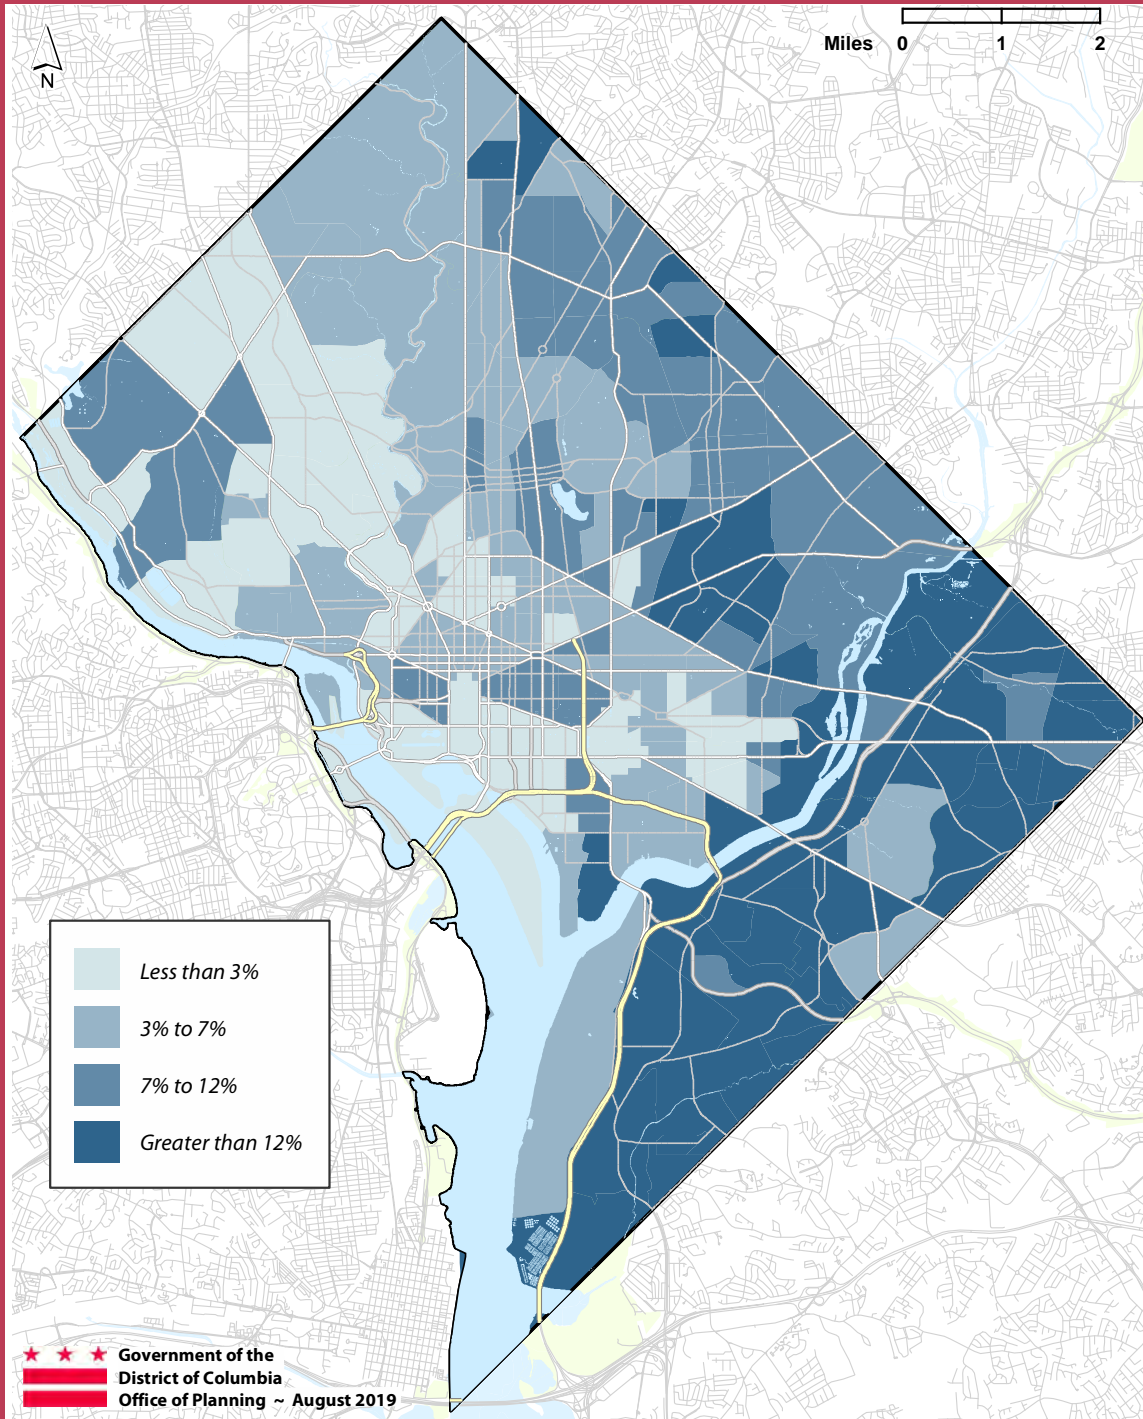 N
Miles 0 1 2
Less than 3%
3% to 7%
7% to 12%
Greater than 12%
Government of the
District of Columbia
Office of Planning ~ August 2019